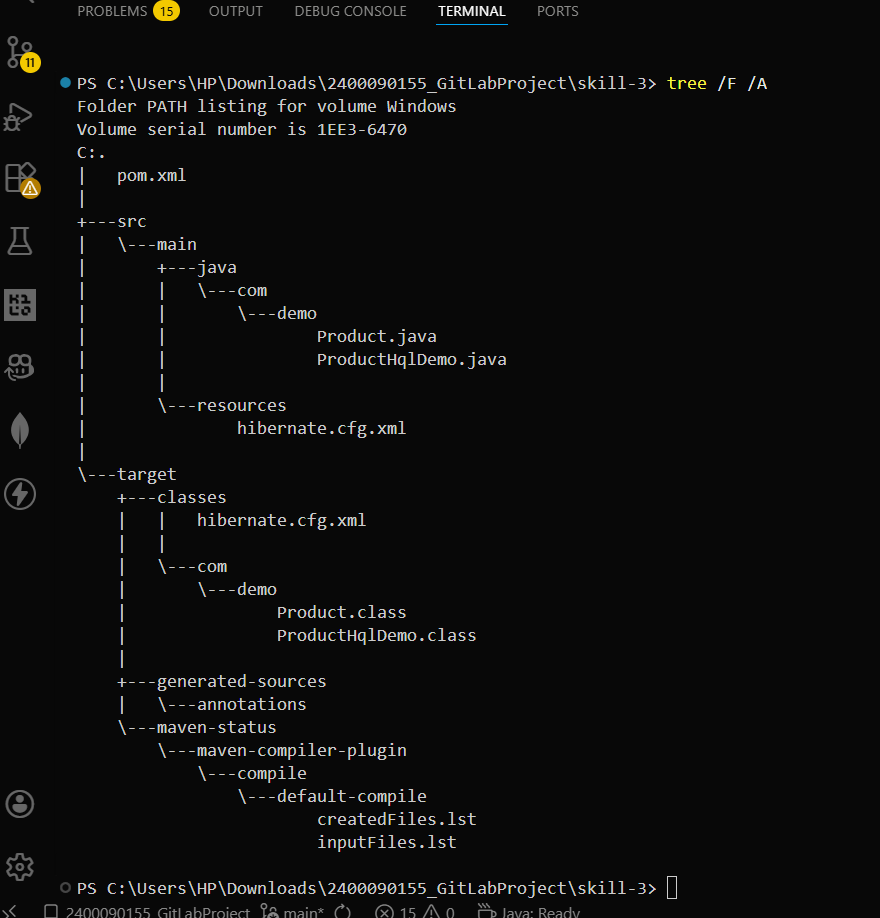 PROBLEMS 15 OUTPUT DEBUG CONSOLE TERMINAL PORTS
11
PS C:\Users\HP\Downloads\2400090155_GitLabProject\skill-3> tree /F /A
Folder PATH listing for volume Windows
Volume serial number is 1EE3-6470
C:.
|   pom.xml
|
+---src
|   \---main
|       +---java
|       |   \---com
|       |       \---demo
|       |               Product.java
|       |               ProductHqlDemo.java
|       |
|       \---resources
|               hibernate.cfg.xml
|
\---target
    +---classes
    |   |   hibernate.cfg.xml
    |   |
    |   \---com
    |       \---demo
    |               Product.class
    |               ProductHqlDemo.class
    |
    +---generated-sources
    |   \---annotations
    \---maven-status
        \---maven-compiler-plugin
            \---compile
                \---default-compile
                        createdFiles.lst
                        inputFiles.lst
PS C:\Users\HP\Downloads\2400090155_GitLabProject\skill-3>
2400090155_GitLabProject main* 15 0 Java: Ready